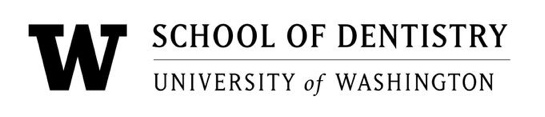 W
SCHOOL OF DENTISTRY
UNIVERSITY of WASHINGTON